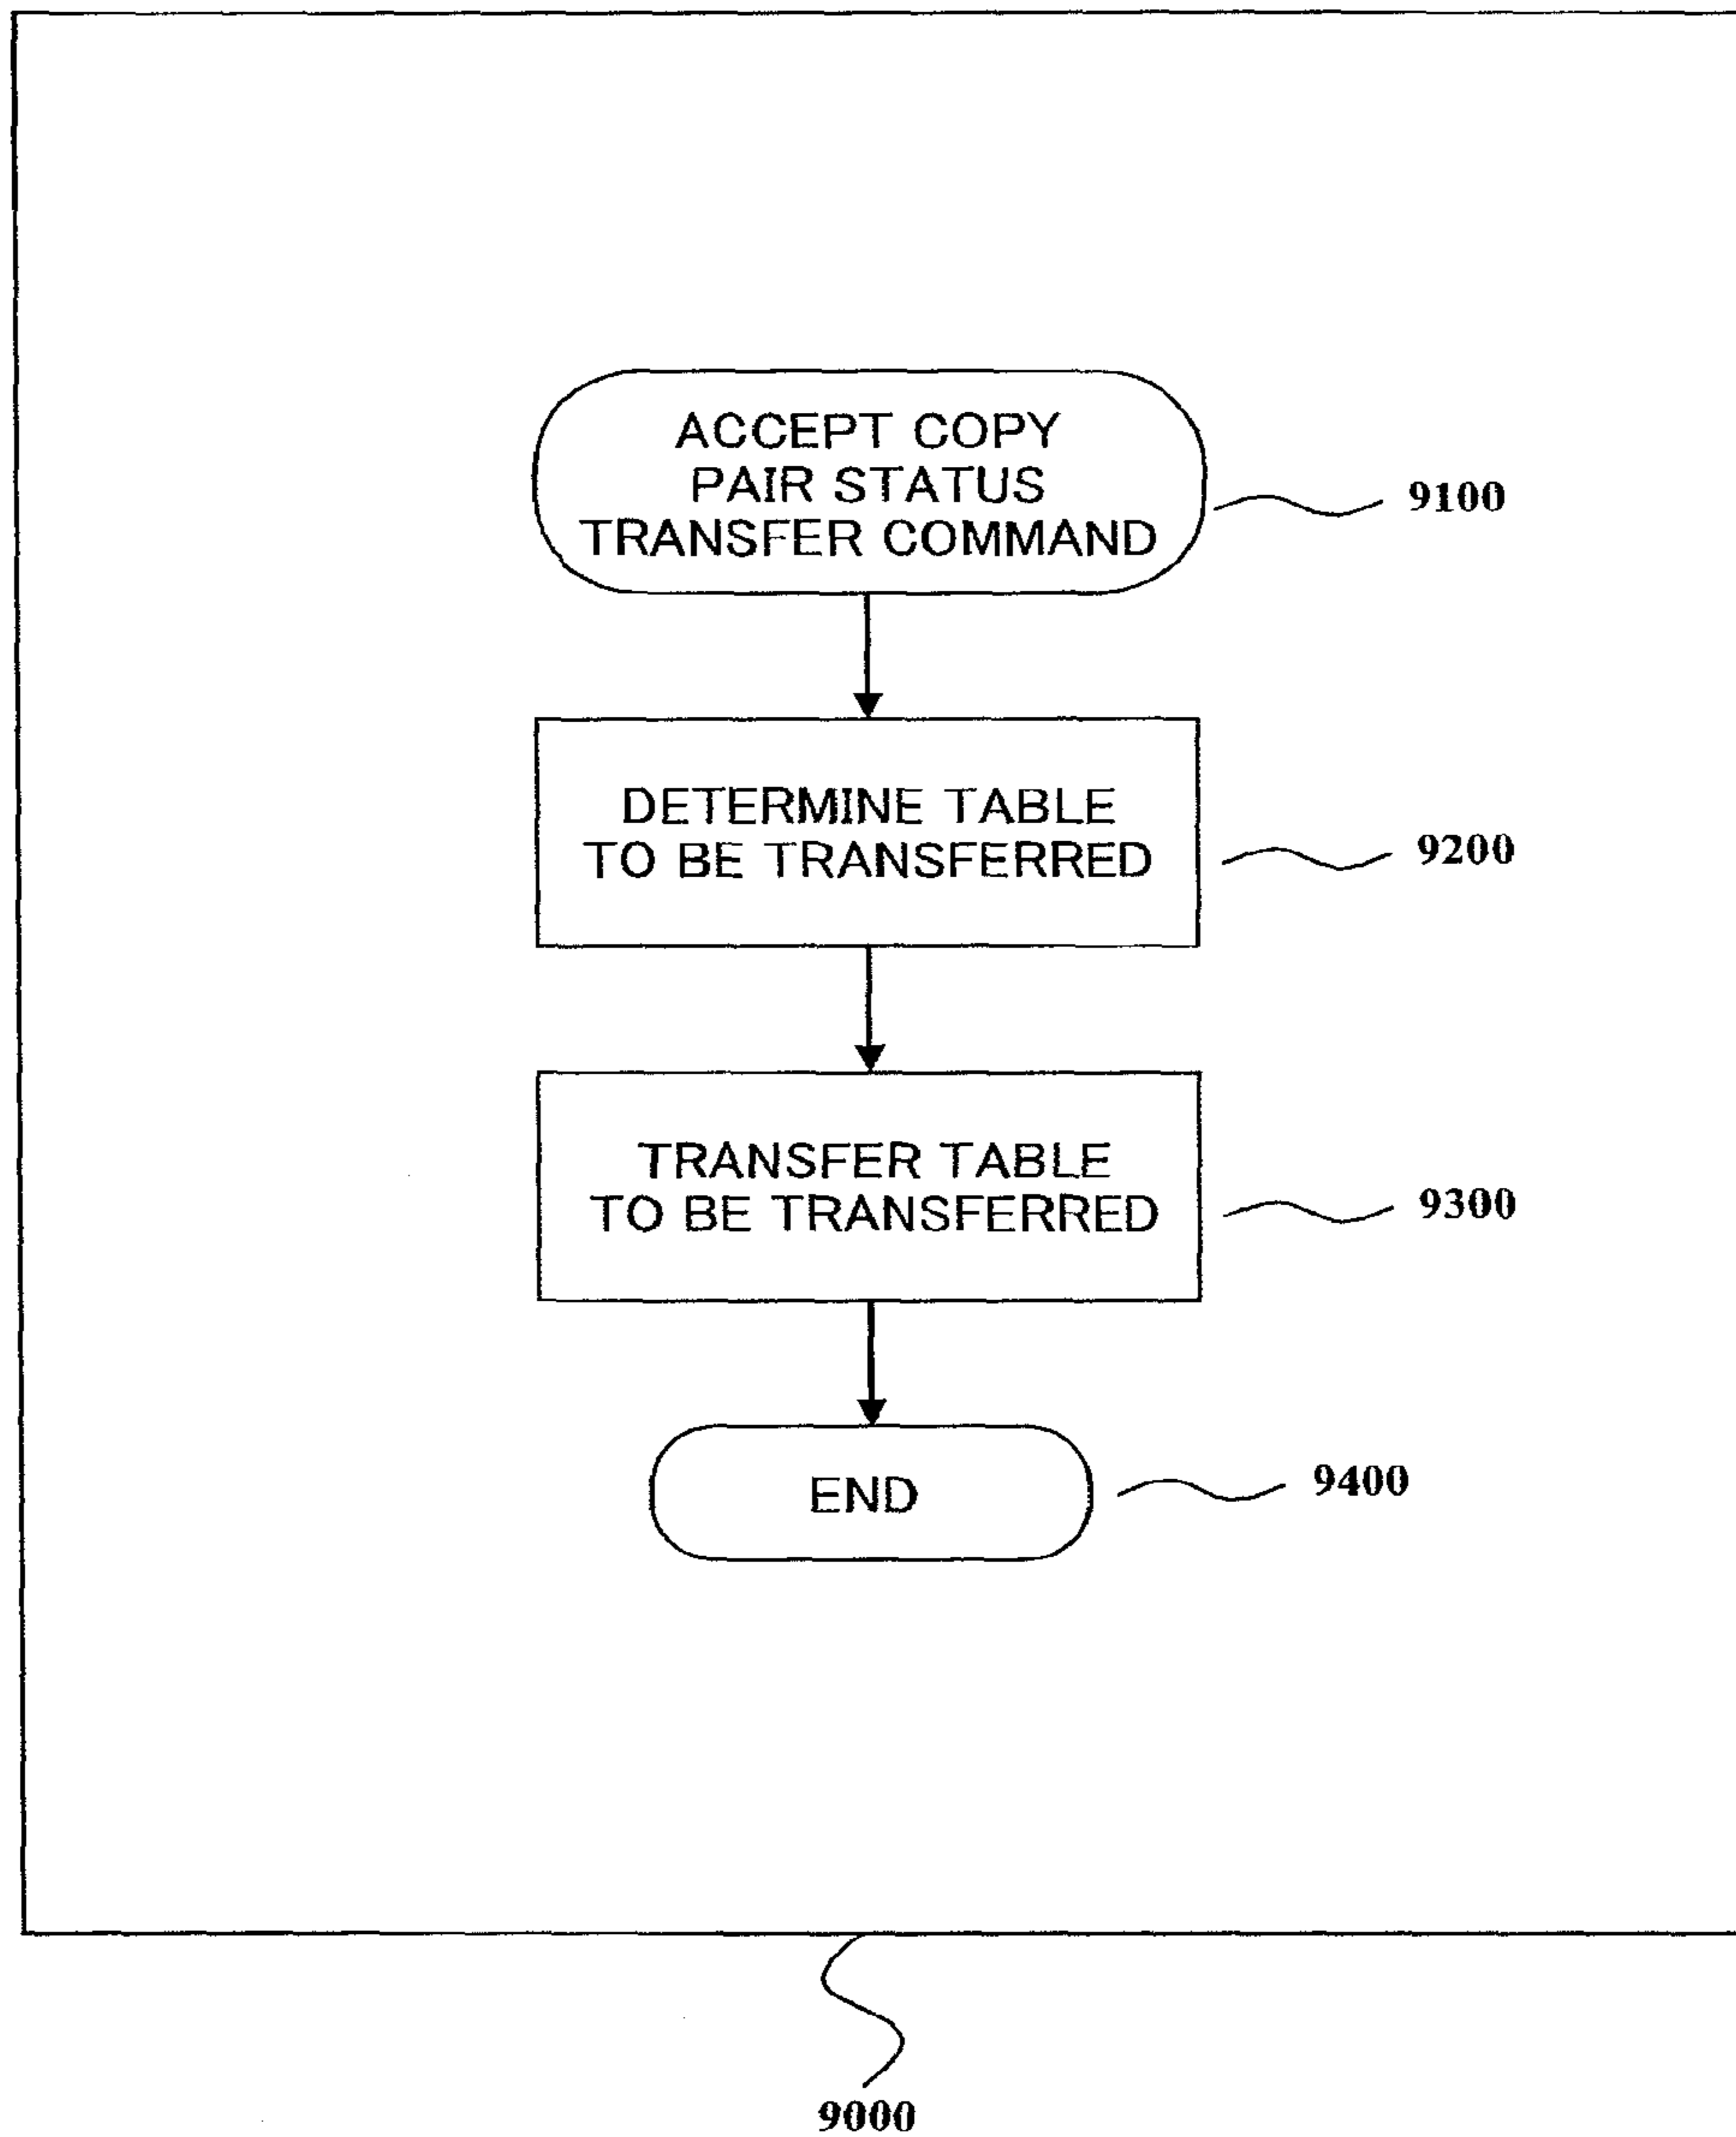 ACCEPT COPY
PAIR STATUS
TRANSFER COMMAND
9100
DETERMINE TABLE
TO BE TRANSFERRED
9200
TRANSFER TABLE
TO BE TRANSFERRED
9300
END
9400
9000